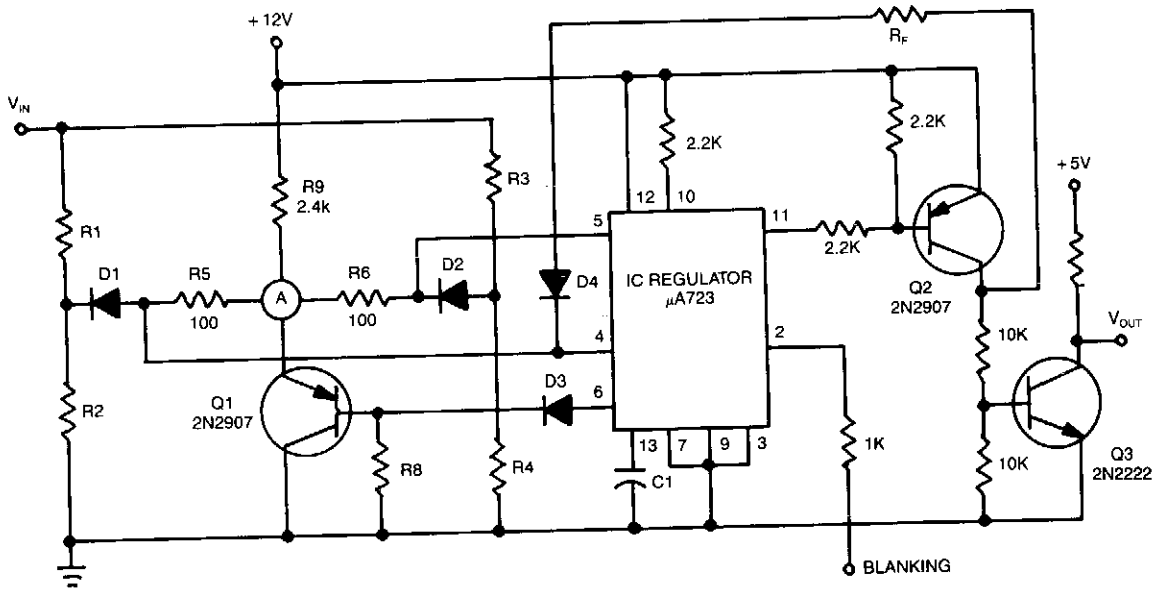 + 12V
R_F
V_IN
2.2K
2.2K
R3
+ 5V
R9
2.4k
12
10
5
11
R1
2.2K
D1
R5
R6
D2
D4
IC REGULATOR
µA723
Q2
2N2907
A
100
100
4
2
10K
V_OUT
Q1
2N2907
D3
6
R2
13
7
9
3
1K
R8
R4
C1
10K
Q3
2N2222
BLANKING